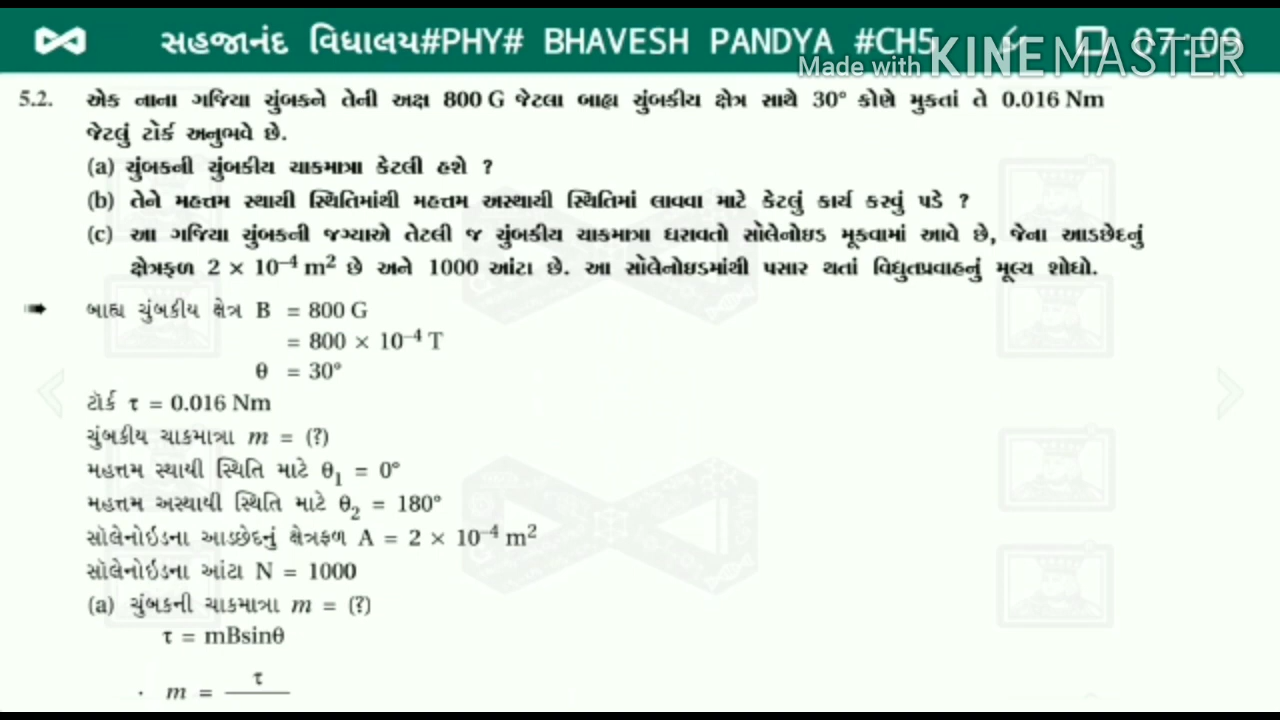 સહજાનંદ વિધાલય#PHY# BHAVESH PANDYA #CH5 07:09
Made with KINEMASTER
5.2. એક નાના ગજિયા ચુંબકને તેની અક્ષ 800 G જેટલા બાહ્ય ચુંબકીય ક્ષેત્ર સાથે 30° કોણે મુકતાં તે 0.016 Nm
જેટલું ટૉર્ક અનુભવે છે.
(a) ચુંબકની ચુંબકીય ચાકમાત્રા કેટલી હશે ?
(b) તેને મહત્તમ સ્થાયી સ્થિતિમાંથી મહત્તમ અસ્થાયી સ્થિતિમાં લાવવા માટે કેટલું કાર્ય કરવું પડે ?
(c) આ ગજિયા ચુંબકની જગ્યાએ તેટલી જ ચુંબકીય ચાકમાત્રા ધરાવતો સૉલેનોઇડ મૂકવામાં આવે છે, જેના આડછેદનું
ક્ષેત્રફળ 2 × 10⁻⁴ m² છે અને 1000 આંટા છે. આ સૉલેનોઇડમાંથી પસાર થતાં વિદ્યુતપ્રવાહનું મૂલ્ય શોધો.
➠ બાહ્ય ચુંબકીય ક્ષેત્ર B = 800 G
= 800 × 10⁻⁴ T
θ = 30°
ટૉર્ક τ = 0.016 Nm
ચુંબકીય ચાકમાત્રા m = (?)
મહત્તમ સ્થાયી સ્થિતિ માટે θ₁ = 0°
મહત્તમ અસ્થાયી સ્થિતિ માટે θ₂ = 180°
સૉલેનોઇડના આડછેદનું ક્ષેત્રફળ A = 2 × 10⁻⁴ m²
સૉલેનોઇડના આંટા N = 1000
(a) ચુંબકની ચાકમાત્રા m = (?)
τ = mBsinθ
· m = τ